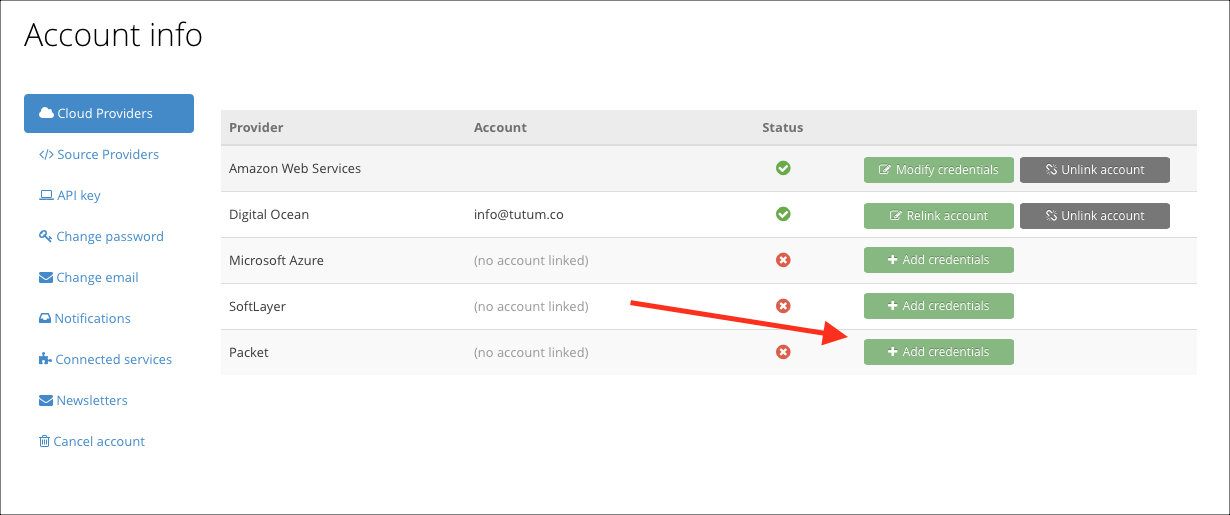 Account info
Cloud Providers
Source Providers
API key
Change password
Change email
Notifications
Connected services
Newsletters
Cancel account
Provider Account Status
Amazon Web Services Modify credentials Unlink account
Digital Ocean info@tutum.co Relink account Unlink account
Microsoft Azure (no account linked) Add credentials
SoftLayer (no account linked) Add credentials
Packet (no account linked) Add credentials